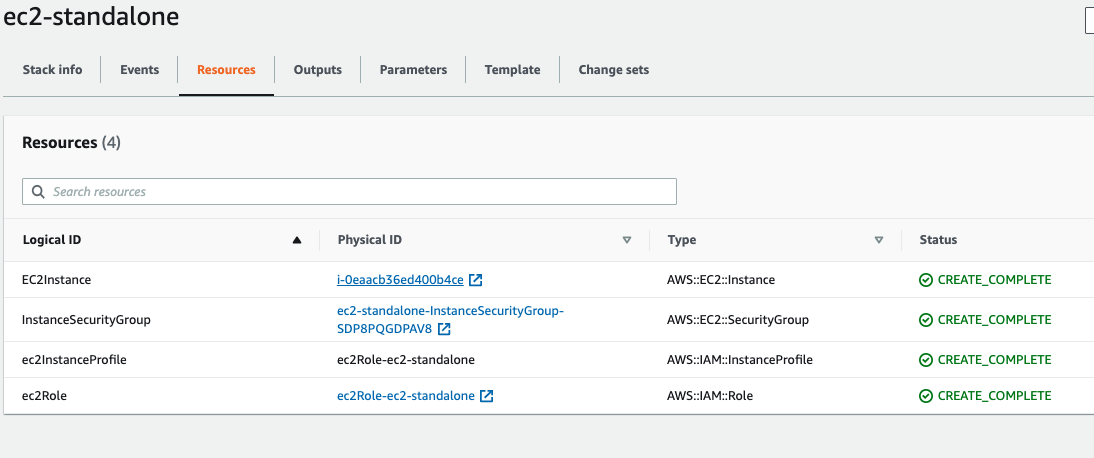 ec2-standalone
Stack info Events Resources Outputs Parameters Template Change sets
Resources (4)
Search resources
Logical ID Physical ID Type Status
EC2Instance i-0eaacb36ed400b4ce AWS::EC2::Instance CREATE_COMPLETE
InstanceSecurityGroup ec2-standalone-InstanceSecurityGroup-
SDP8PQGDPAV8 AWS::EC2::SecurityGroup CREATE_COMPLETE
ec2InstanceProfile ec2Role-ec2-standalone AWS::IAM::InstanceProfile CREATE_COMPLETE
ec2Role ec2Role-ec2-standalone AWS::IAM::Role CREATE_COMPLETE